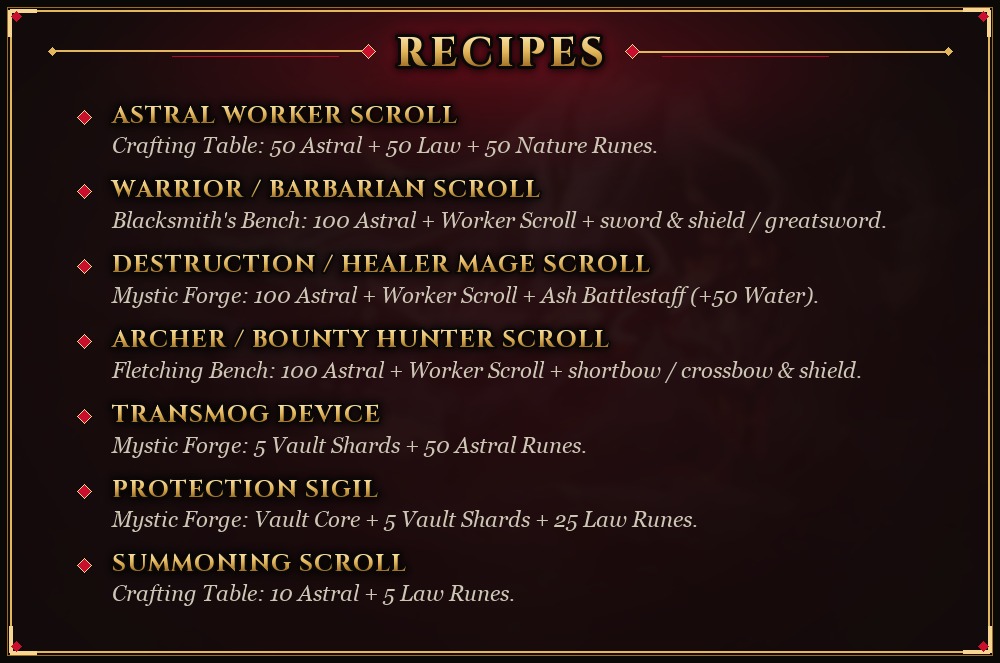 RECIPES
ASTRAL WORKER SCROLL
Crafting Table: 50 Astral + 50 Law + 50 Nature Runes.
WARRIOR / BARBARIAN SCROLL
Blacksmith's Bench: 100 Astral + Worker Scroll + sword & shield / greatsword.
DESTRUCTION / HEALER MAGE SCROLL
Mystic Forge: 100 Astral + Worker Scroll + Ash Battlestaff (+50 Water).
ARCHER / BOUNTY HUNTER SCROLL
Fletching Bench: 100 Astral + Worker Scroll + shortbow / crossbow & shield.
TRANSMOG DEVICE
Mystic Forge: 5 Vault Shards + 50 Astral Runes.
PROTECTION SIGIL
Mystic Forge: Vault Core + 5 Vault Shards + 25 Law Runes.
SUMMONING SCROLL
Crafting Table: 10 Astral + 5 Law Runes.